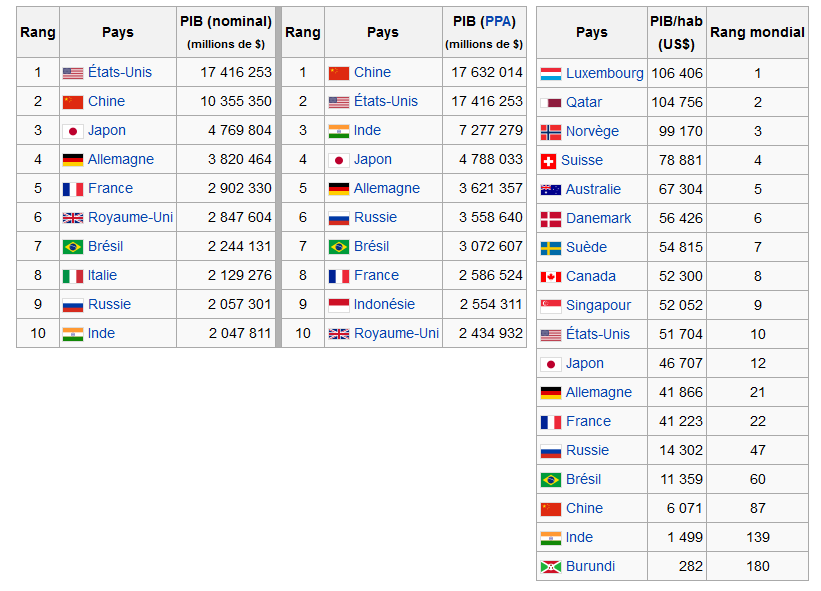 Rang Pays PIB (nominal) (millions de $)
1 États-Unis 17 416 253
2 Chine 10 355 350
3 Japon 4 769 804
4 Allemagne 3 820 464
5 France 2 902 330
6 Royaume-Uni 2 847 604
7 Brésil 2 244 131
8 Italie 2 129 276
9 Russie 2 057 301
10 Inde 2 047 811
Rang Pays PIB (PPA) (millions de $)
1 Chine 17 632 014
2 États-Unis 17 416 253
3 Inde 7 277 279
4 Japon 4 788 033
5 Allemagne 3 621 357
6 Russie 3 558 640
7 Brésil 3 072 607
8 France 2 586 524
9 Indonésie 2 554 311
10 Royaume-Uni 2 434 932
Pays PIB/hab (US$) Rang mondial
Luxembourg 106 406 1
Qatar 104 756 2
Norvège 99 170 3
Suisse 78 881 4
Australie 67 304 5
Danemark 56 426 6
Suède 54 815 7
Canada 52 300 8
Singapour 52 052 9
États-Unis 51 704 10
Japon 46 707 12
Allemagne 41 866 21
France 41 223 22
Russie 14 302 47
Brésil 11 359 60
Chine 6 071 87
Inde 1 499 139
Burundi 282 180